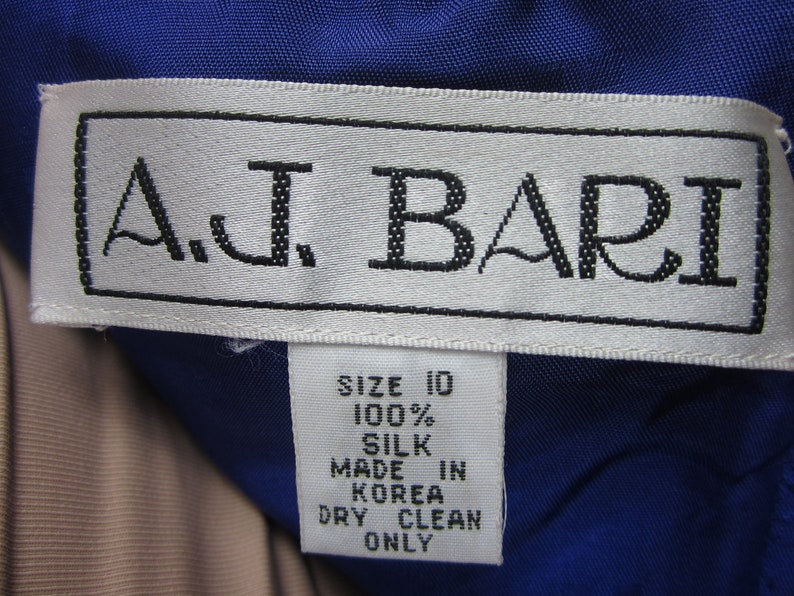 A.J. BARI
SIZE 10
100%
SILK
MADE IN
KOREA
DRY CLEAN
ONLY